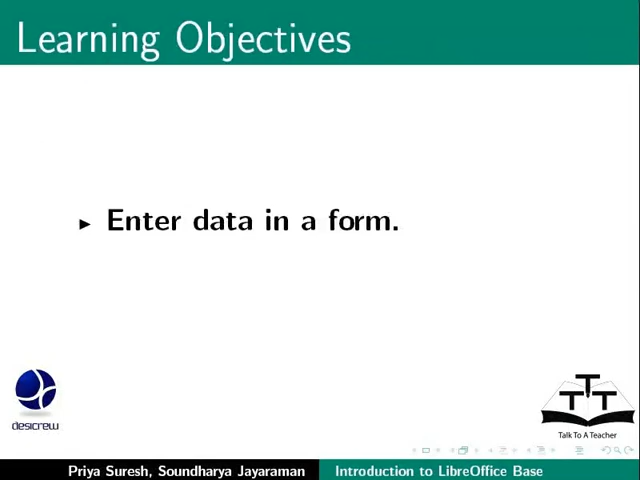 Learning Objectives
Enter data in a form.
desicrew
T T T
Talk To A Teacher
Priya Suresh, Soundharya Jayaraman
Introduction to LibreOffice Base